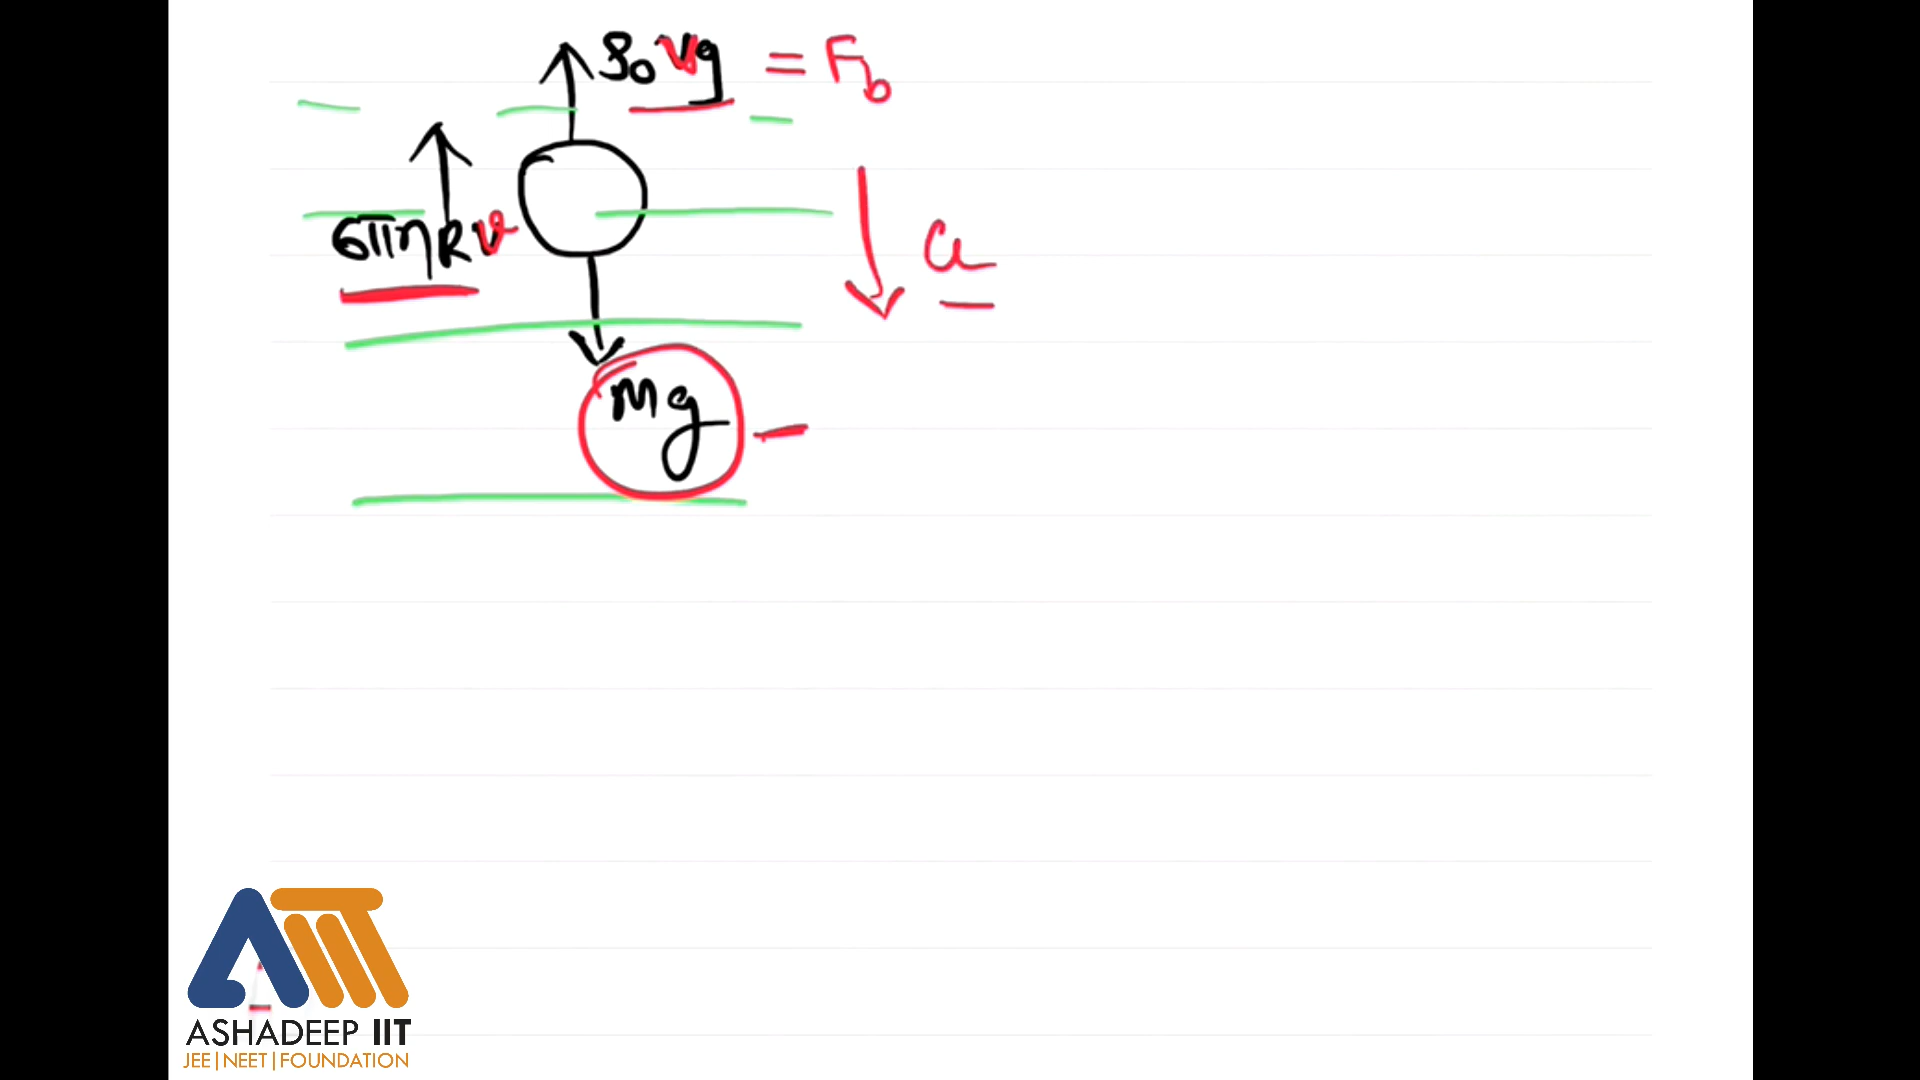 ρ₀Vg = F_b
6πηRv
a
Mg -
ASHADEEP IIT
JEE|NEET|FOUNDATION